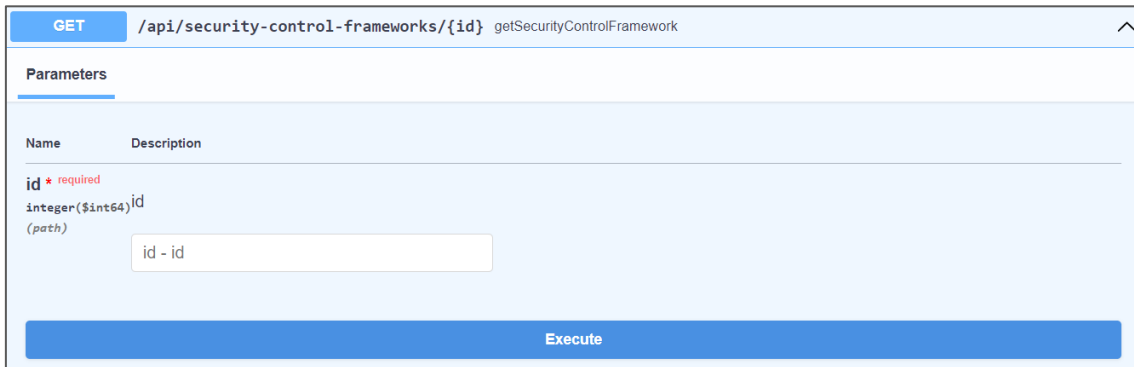 GET /api/security-control-frameworks/{id} getSecurityControlFramework
Parameters
Name Description
id * required
integer($int64) id
(path)
id - id
Execute